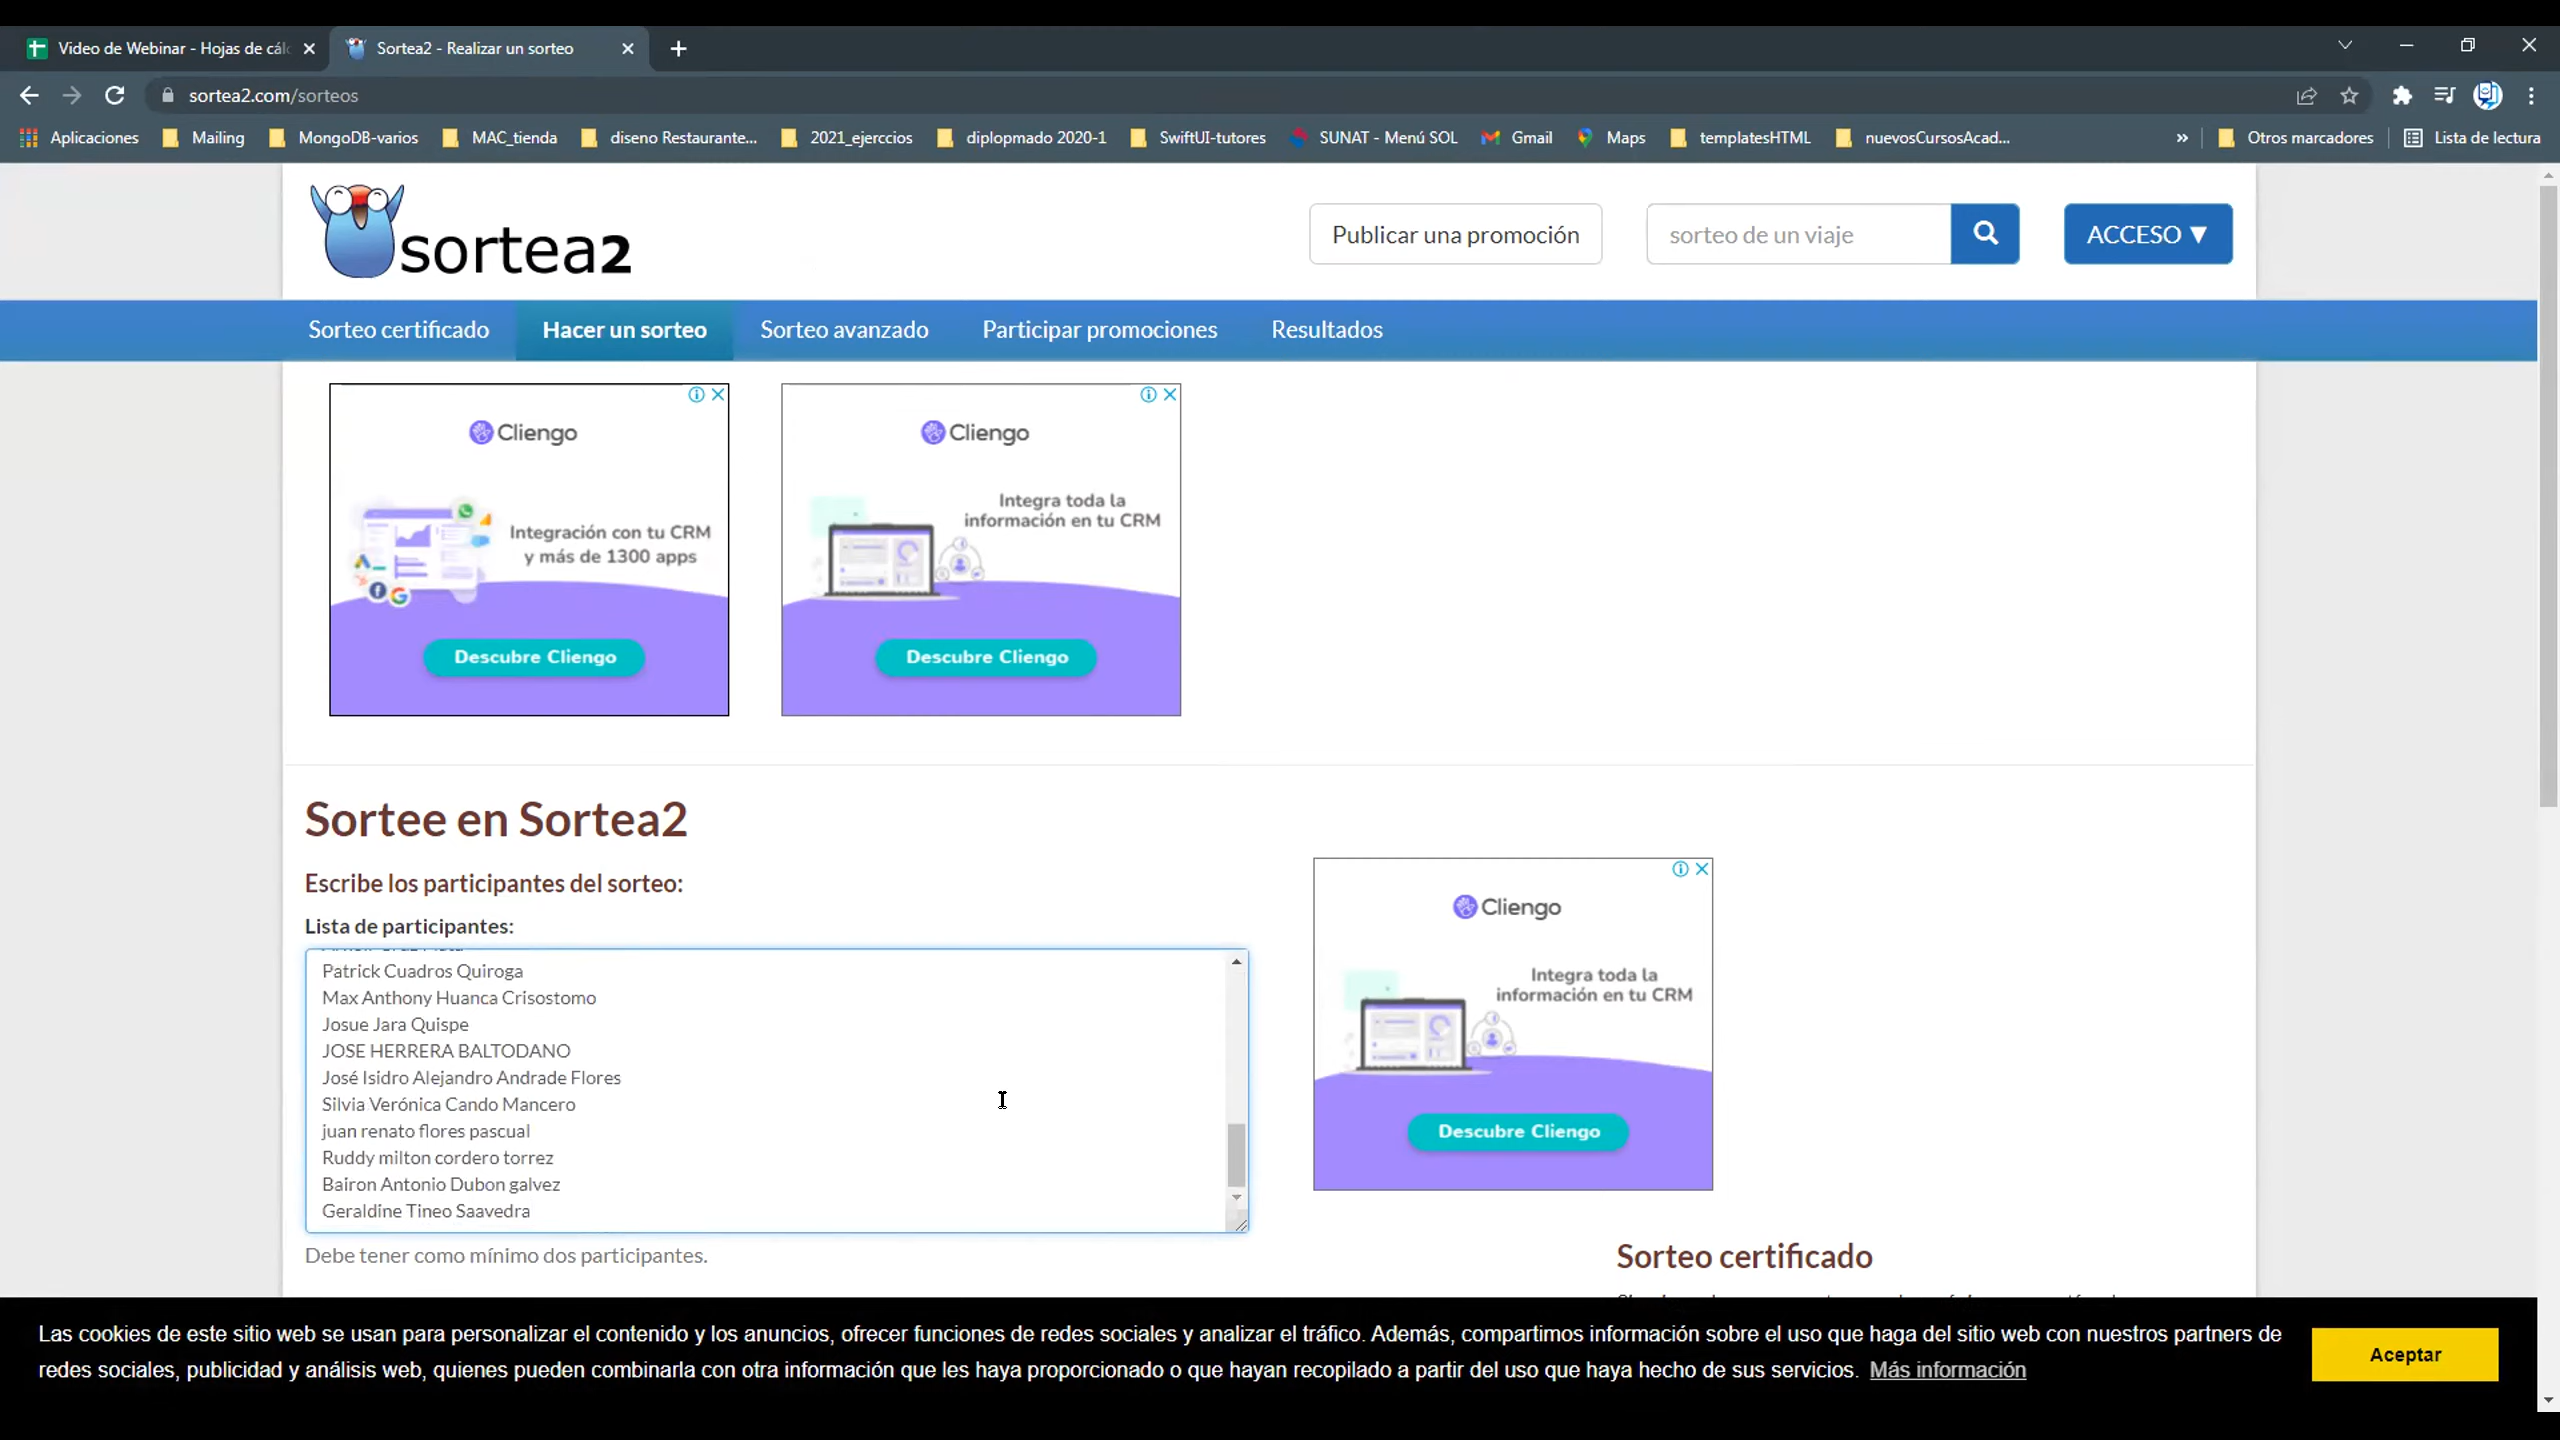 Video de Webinar - Hojas de cálc
Sortea2 - Realizar un sorteo
sortea2.com/sorteos
Aplicaciones
Mailing
MongoDB-varios
MAC_tienda
diseno Restaurante...
2021_ejerccios
diplopmado 2020-1
SwiftUI-tutores
SUNAT - Menú SOL
Gmail
Maps
templatesHTML
nuevosCursosAcad...
»
Otros marcadores
Lista de lectura
sortea2
Publicar una promoción
sorteo de un viaje
ACCESO ▼
Sorteo certificado
Hacer un sorteo
Sorteo avanzado
Participar promociones
Resultados
Cliengo
Integración con tu CRM
y más de 1300 apps
Descubre Cliengo
Cliengo
Integra toda la
información en tu CRM
Descubre Cliengo
Sortee en Sortea2
Escribe los participantes del sorteo:
Lista de participantes:
Patrick Cuadros Quiroga
Max Anthony Huanca Crisostomo
Josue Jara Quispe
JOSE HERRERA BALTODANO
José Isidro Alejandro Andrade Flores
Silvia Verónica Cando Mancero
juan renato flores pascual
Ruddy milton cordero torrez
Bairon Antonio Dubon galvez
Geraldine Tineo Saavedra
Debe tener como mínimo dos participantes.
Cliengo
Integra toda la
información en tu CRM
Descubre Cliengo
Sorteo certificado
Las cookies de este sitio web se usan para personalizar el contenido y los anuncios, ofrecer funciones de redes sociales y analizar el tráfico. Además, compartimos información sobre el uso que haga del sitio web con nuestros partners de
redes sociales, publicidad y análisis web, quienes pueden combinarla con otra información que les haya proporcionado o que hayan recopilado a partir del uso que haya hecho de sus servicios. Más información
Aceptar